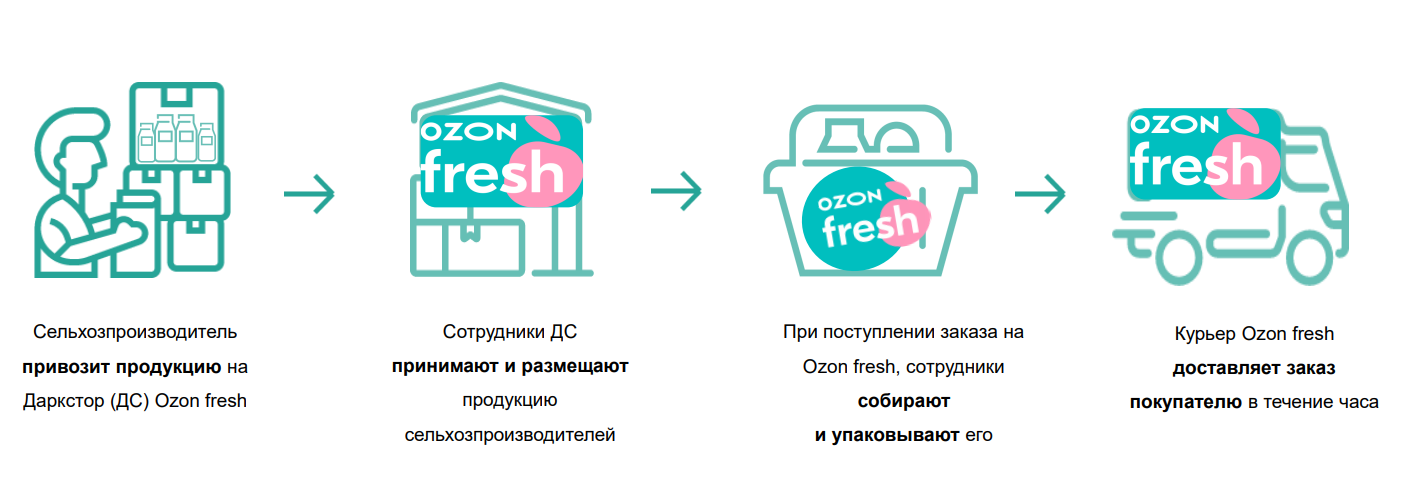 OZON
fresh
OZON
fresh
OZON
fresh
OZON
fresh
Сельхозпроизводитель
привозит продукцию на
Даркстор (ДС) Ozon fresh
Сотрудники ДС
принимают и размещают
продукцию
сельхозпроизводителей
При поступлении заказа на
Ozon fresh, сотрудники
собирают
и упаковывают его
Курьер Ozon fresh
доставляет заказ
покупателю в течение часа